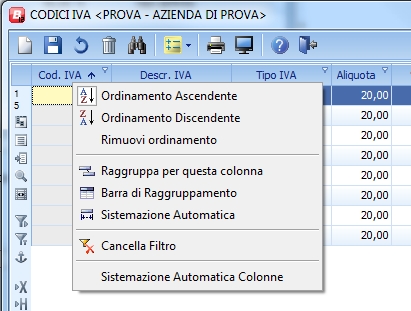 CODICI IVA <PROVA - AZIENDA DI PROVA>
Cod. IVA Descr. IVA Tipo IVA Aliquota
1
5
Ordinamento Ascendente
Ordinamento Discendente
Rimuovi ordinamento
Raggruppa per questa colonna
Barra di Raggruppamento
Sistemazione Automatica
Cancella Filtro
Sistemazione Automatica Colonne
20,00
20,00
20,00
20,00
20,00
20,00
20,00
20,00